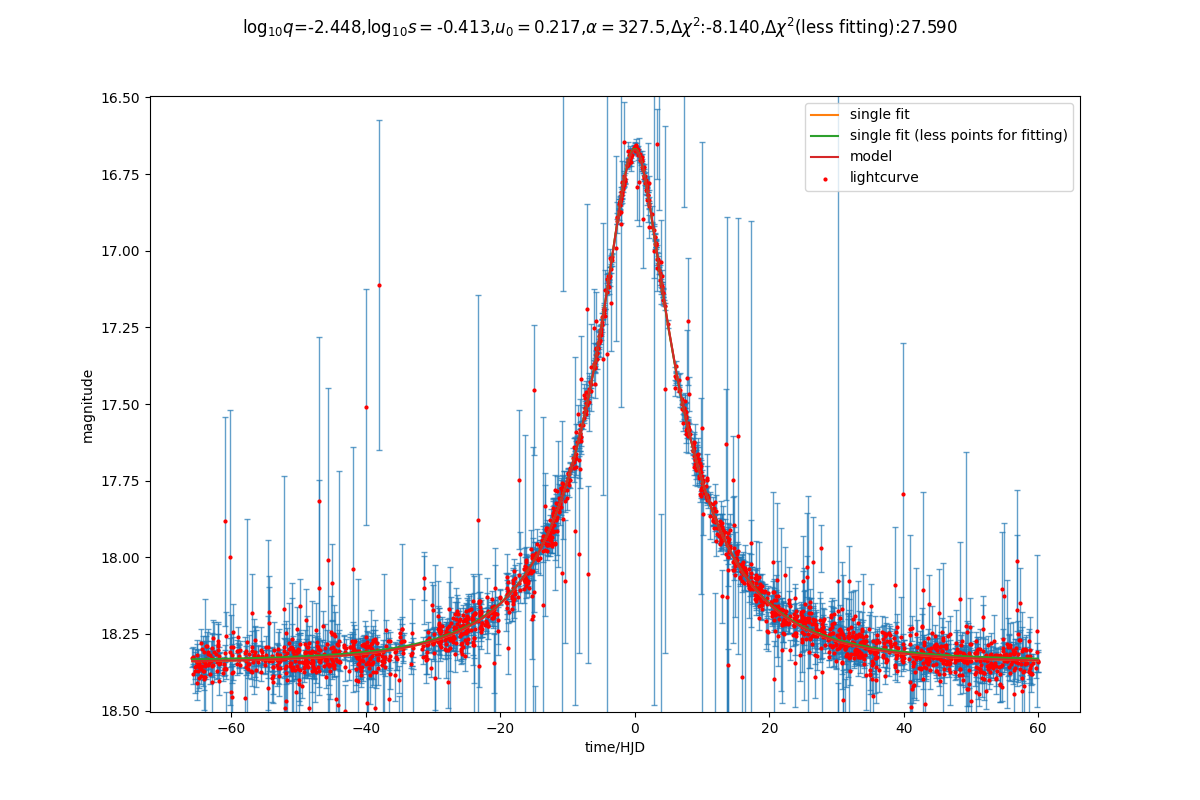 log₁₀q=-2.448,log₁₀s = -0.413,u₀ = 0.217,α = 327.5,Δχ²:-8.140,Δχ²(less fitting):27.590
16.50
16.75
17.00
17.25
17.50
17.75
18.00
18.25
18.50
magnitude
−60
−40
−20
0
20
40
60
time/HJD
single fit
single fit (less points for fitting)
model
lightcurve